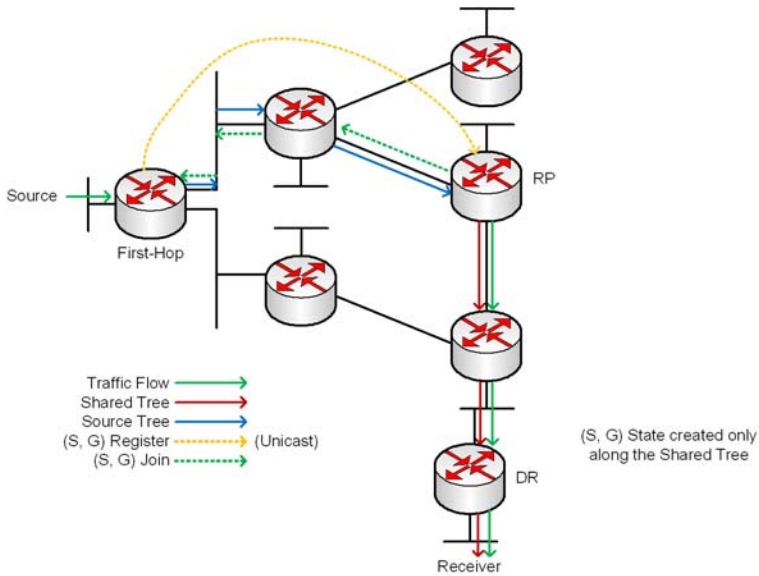 RP
Source
First-Hop
Traffic Flow
Shared Tree
Source Tree
(S, G) Register
(Unicast)
(S, G) Join
(S, G) State created only
along the Shared Tree
DR
Receiver